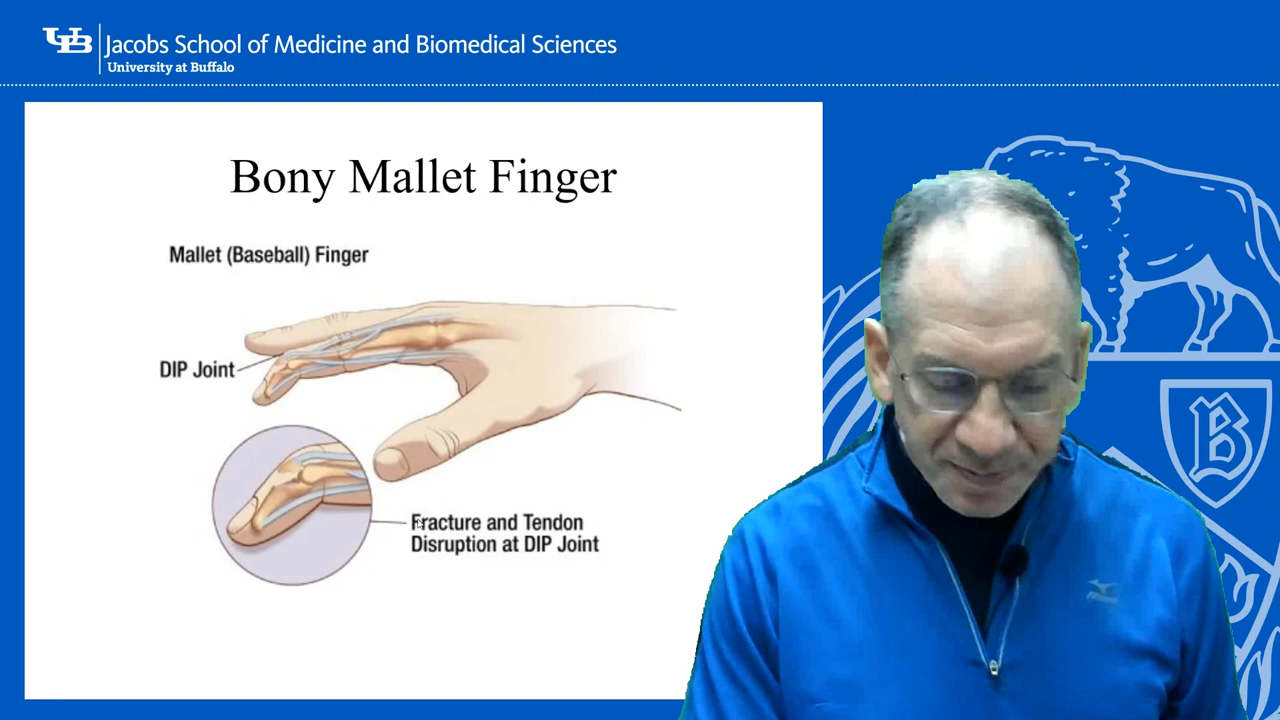 UB
Jacobs School of Medicine and Biomedical Sciences
University at Buffalo
Bony Mallet Finger
Mallet (Baseball) Finger
DIP Joint
Fracture and Tendon
Disruption at DIP Joint
B